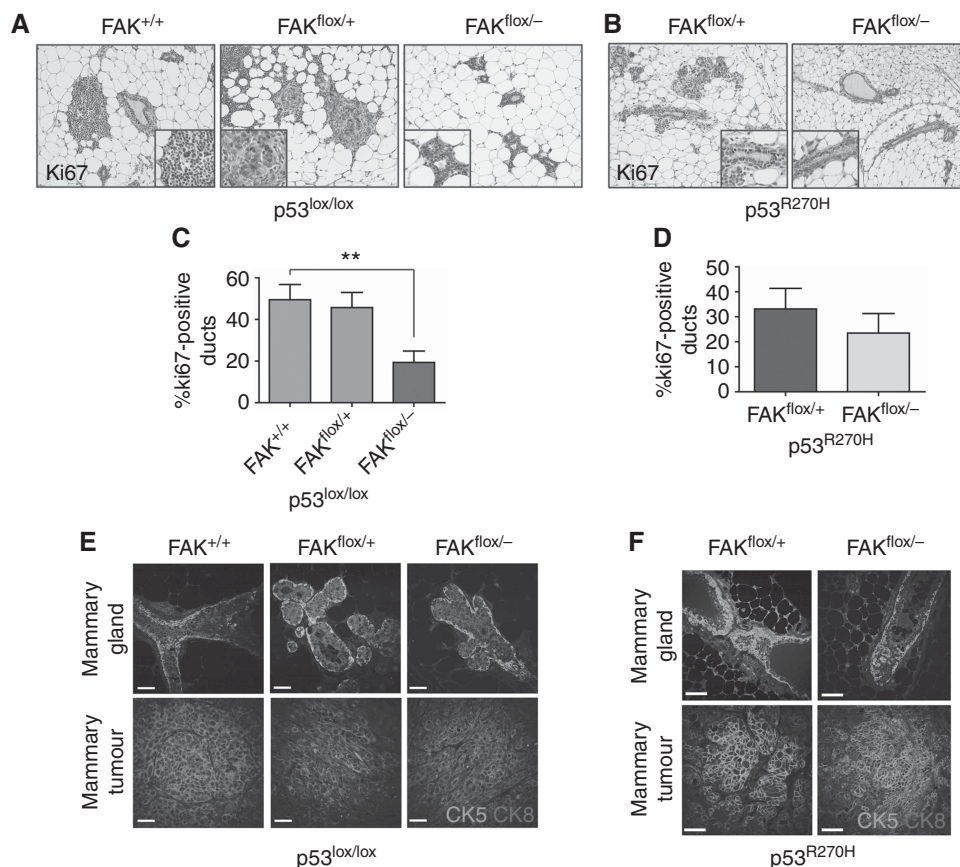 A
FAK+/+
FAKflox/+
FAKflox/–
Ki67
p53lox/lox
B
FAKflox/+
FAKflox/–
Ki67
p53R270H
C
**
%ki67-positive
ducts
60
40
20
0
FAK+/+
FAKflox/+
FAKflox/–
p53lox/lox
D
%ki67-positive
ducts
50
40
30
20
10
0
FAKflox/+
FAKflox/–
p53R270H
E
FAK+/+
FAKflox/+
FAKflox/–
Mammary
gland
Mammary
tumour
CK5 CK8
p53lox/lox
F
FAKflox/+
FAKflox/–
Mammary
gland
Mammary
tumour
CK5 CK8
p53R270H